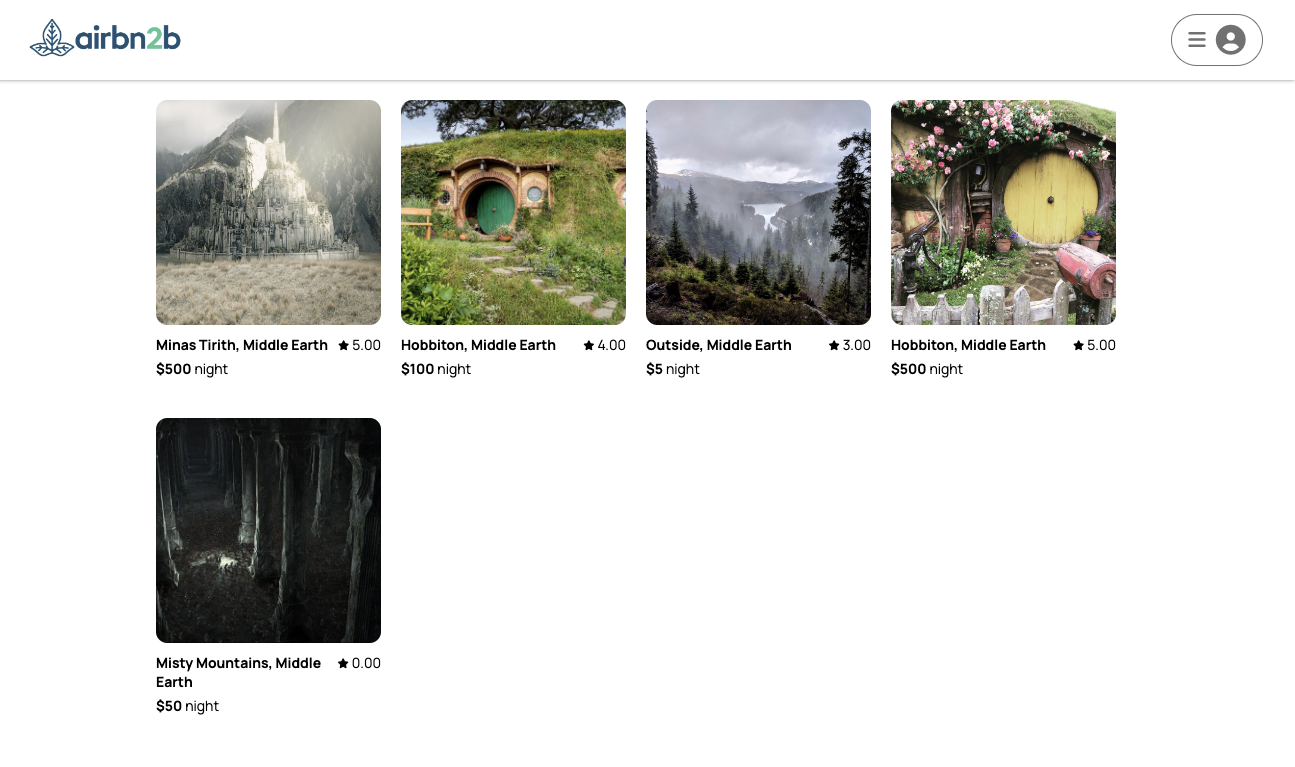 airbn2b
Minas Tirith, Middle Earth ★ 5.00
$500 night
Hobbiton, Middle Earth ★ 4.00
$100 night
Outside, Middle Earth ★ 3.00
$5 night
Hobbiton, Middle Earth ★ 5.00
$500 night
Misty Mountains, Middle ★ 0.00
Earth
$50 night